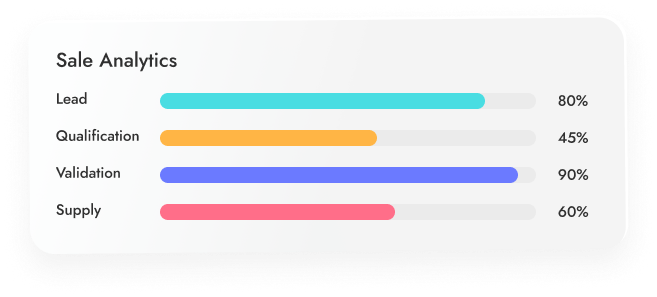 Sale Analytics
Lead 80%
Qualification 45%
Validation 90%
Supply 60%